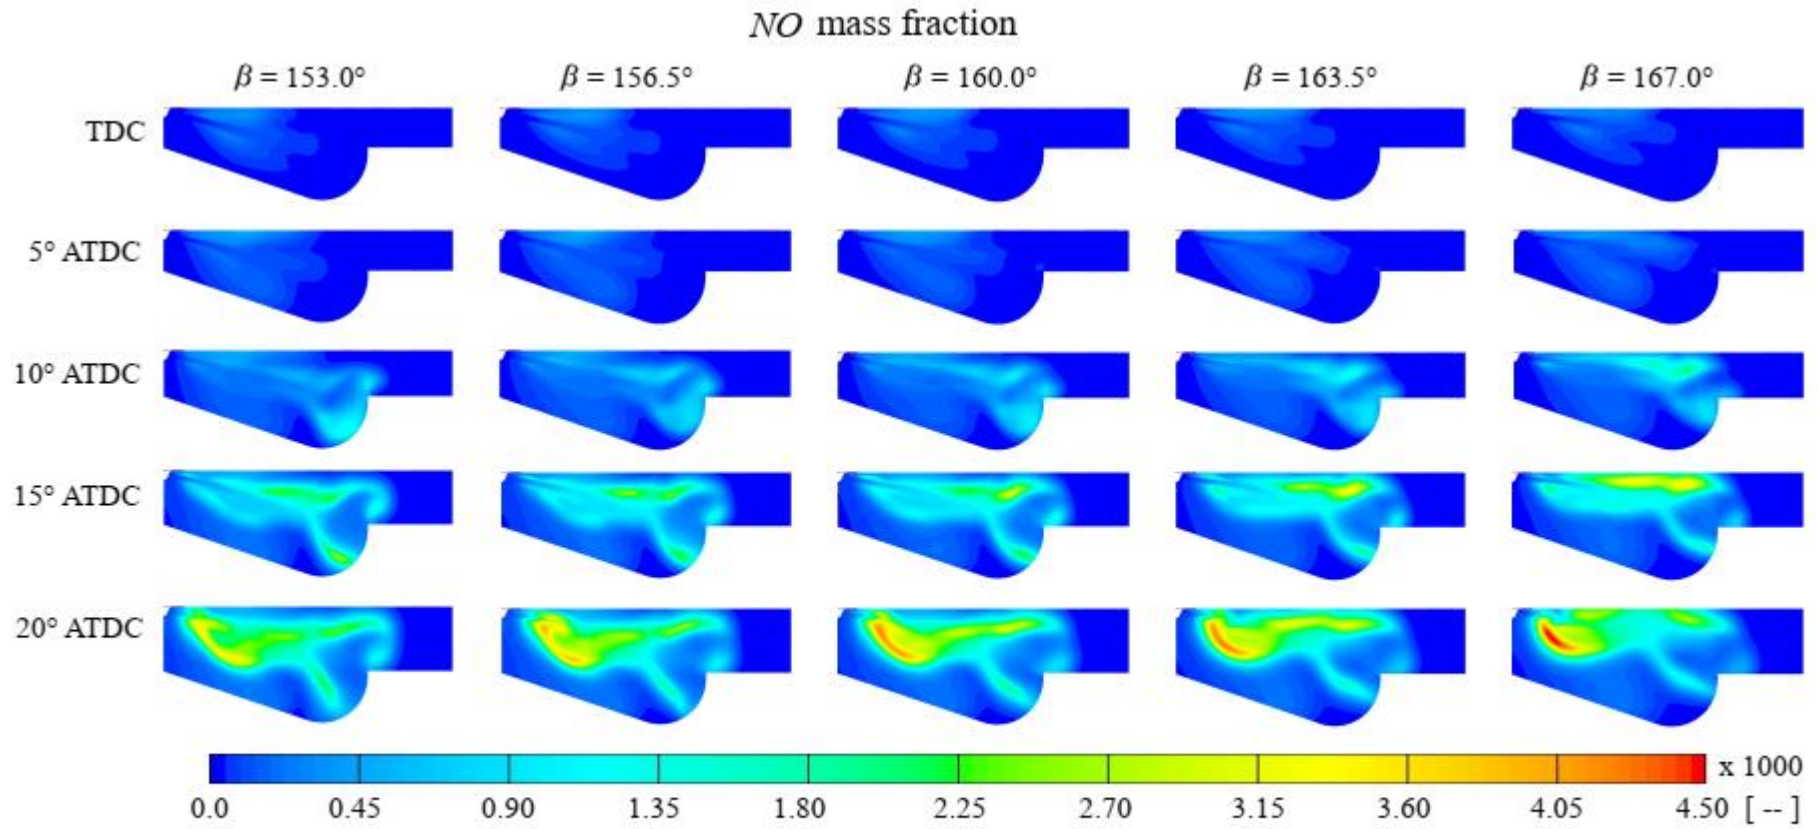 NO mass fraction
β = 153.0° β = 156.5° β = 160.0° β = 163.5° β = 167.0°
TDC
5° ATDC
10° ATDC
15° ATDC
20° ATDC
x 1000
0.0 0.45 0.90 1.35 1.80 2.25 2.70 3.15 3.60 4.05 4.50 [ -- ]